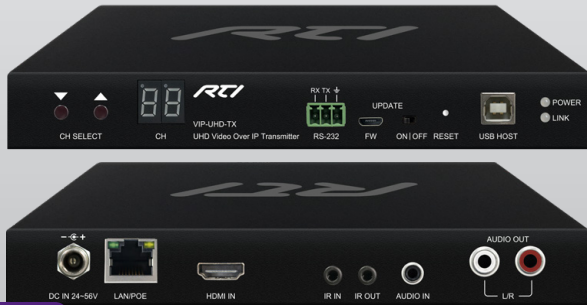 RTI
RTI
RX TX
UPDATE
POWER
LINK
VIP-UHD-TX
CH SELECT
CH
UHD Video Over IP Transmitter
RS-232
FW
ON|OFF
RESET
USB HOST
RTI
- +
AUDIO OUT
DC IN 24~56V
LAN/POE
HDMI IN
IR IN
IR OUT
AUDIO IN
L/R